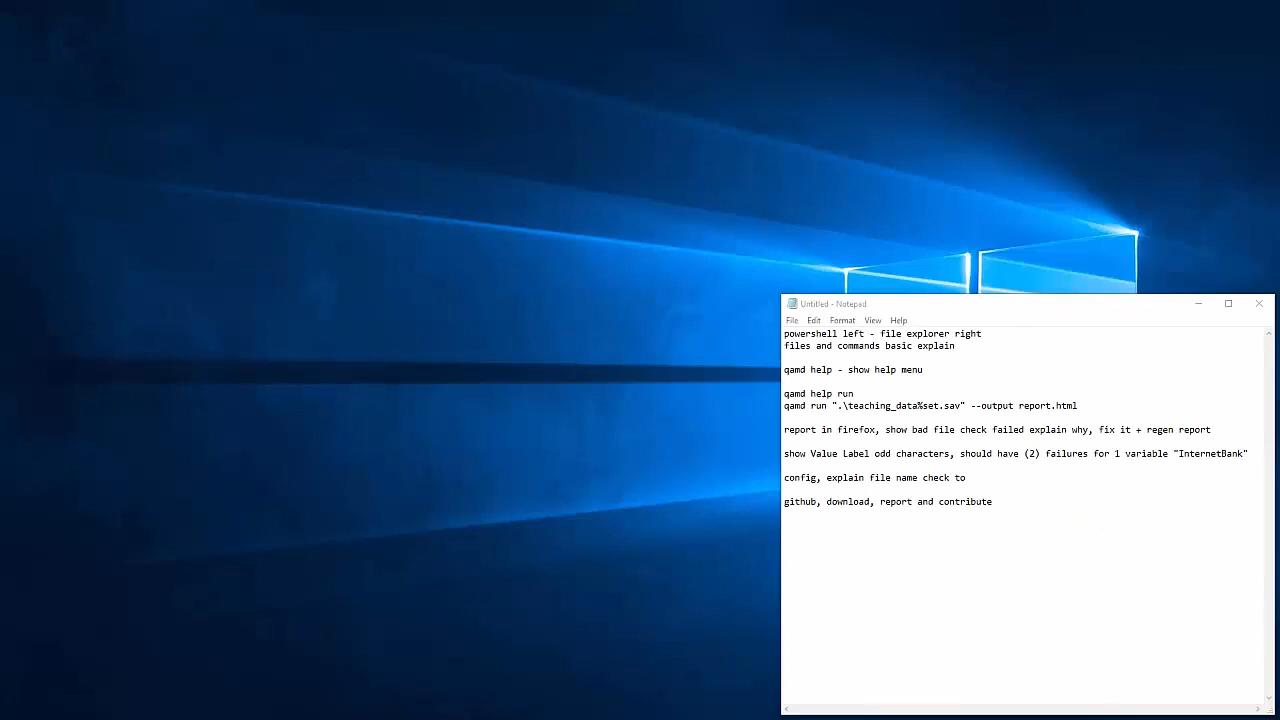 Untitled - Notepad
File Edit Format View Help
powershell left - file explorer right
files and commands basic explain
qamd help - show help menu
qamd help run
qamd run ".\teaching_data%set.sav" --output report.html
report in firefox, show bad file check failed explain why, fix it + regen report
show Value Label odd characters, should have (2) failures for 1 variable "InternetBank"
config, explain file name check to
github, download, report and contribute